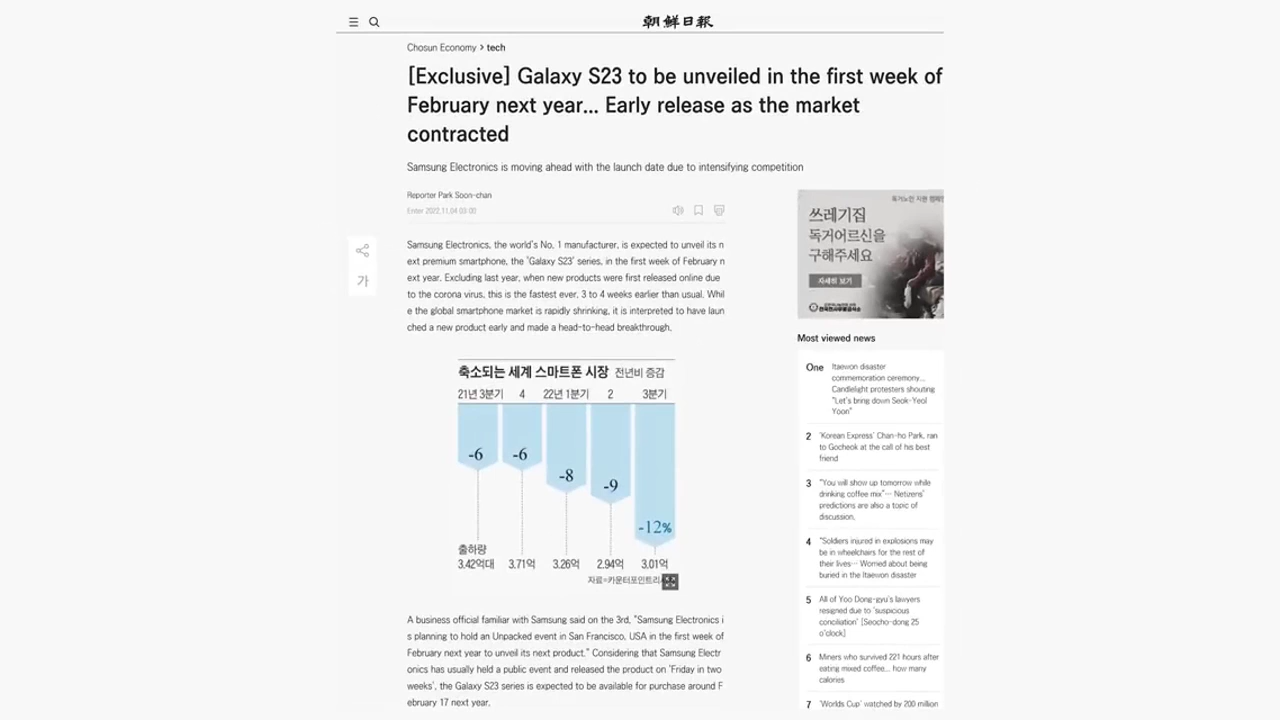 朝鮮日報
Chosun Economy > tech
[Exclusive] Galaxy S23 to be unveiled in the first week of
February next year... Early release as the market
contracted
Samsung Electronics is moving ahead with the launch date due to intensifying competition
Reporter Park Soon-chan
Enter 2022.11.04 03:00
가
Samsung Electronics, the world's No. 1 manufacturer, is expected to unveil its n
ext premium smartphone, the 'Galaxy S23' series, in the first week of February n
ext year. Excluding last year, when new products were first released online due
to the corona virus, this is the fastest ever, 3 to 4 weeks earlier than usual. Whil
e the global smartphone market is rapidly shrinking, it is interpreted to have laun
ched a new product early and made a head-to-head breakthrough.
축소되는 세계 스마트폰 시장 전년비 증감
21년 3분기 4 22년 1분기 2 3분기
-6 -6 -8 -9 -12%
출하량
3.42억대 3.71억 3.26억 2.94억 3.01억
자료=카운터포인트리
A business official familiar with Samsung said on the 3rd, "Samsung Electronics i
s planning to hold an Unpacked event in San Francisco, USA in the first week of
February next year to unveil its next product." Considering that Samsung Electr
onics has usually held a public event and released the product on 'Friday in two
weeks', the Galaxy S23 series is expected to be available for purchase around F
ebruary 17 next year.
독거노인 지원 캠페인
쓰레기집
독거어르신을
구해주세요
자세히 보기
Most viewed news
One Itaewon disaster
commemoration ceremony...
Candlelight protesters shouting
"Let's bring down Seok-Yeol
Yoon"
2 'Korean Express' Chan-ho Park, ran
to Gocheok at the call of his best
friend
3 "You will show up tomorrow while
drinking coffee mix"… Netizens'
predictions are also a topic of
discussion.
4 "Soldiers injured in explosions may
be in wheelchairs for the rest of
their lives… Worried about being
buried in the Itaewon disaster
5 All of Yoo Dong-gyu's lawyers
resigned due to 'suspicious
conciliation' [Seocho-dong 25
o'clock]
6 Miners who survived 221 hours after
eating mixed coffee... how many
calories
7 'Worlds Cup' watched by 200 million